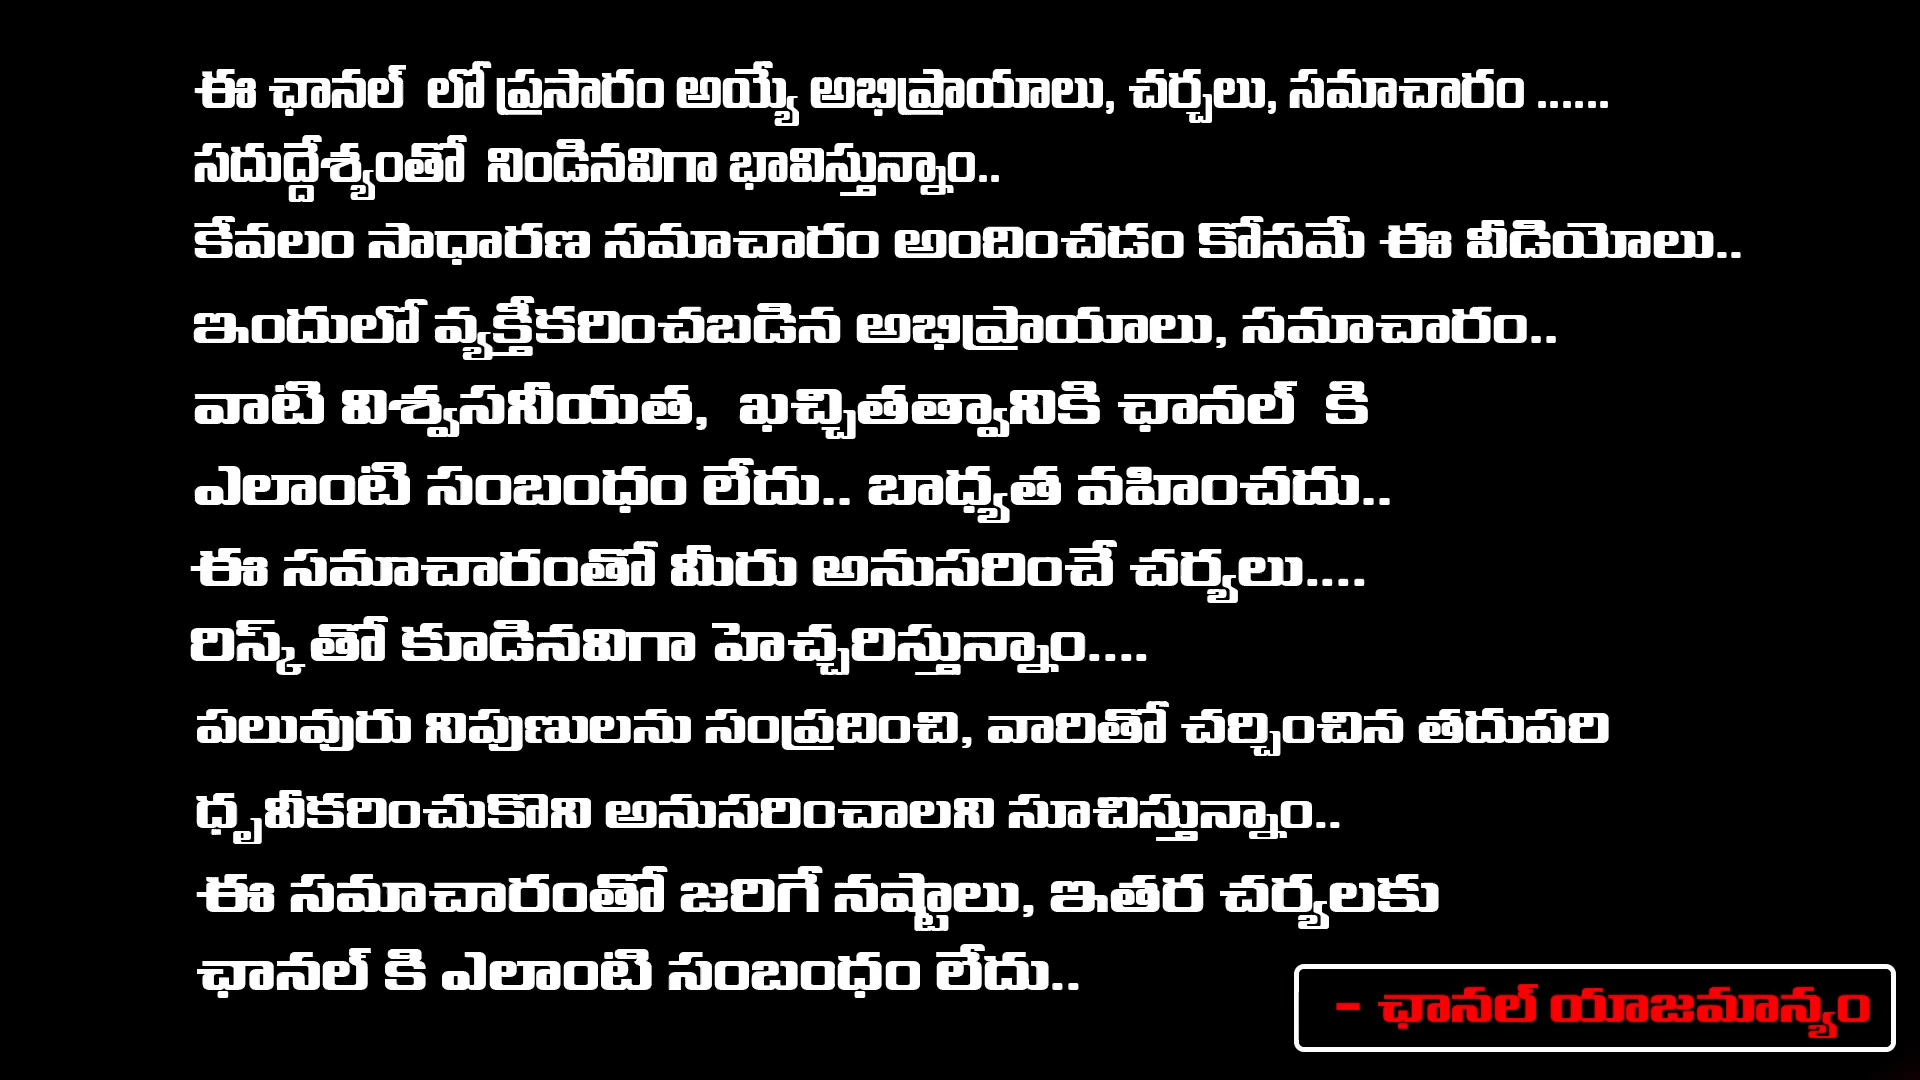 ఈ ఛానల్ లో ప్రసారం అయ్యే అభిప్రాయాలు, చర్చలు, సమాచారం ......
సదుద్దేశ్యంతో నిండినవిగా భావిస్తున్నాం..
కేవలం సాధారణ సమాచారం అందించడం కోసమే ఈ వీడియోలు..
ఇందులో వ్యక్తీకరించబడిన అభిప్రాయాలు, సమాచారం..
వాటి విశ్వసనీయత, ఖచ్చితత్వానికి ఛానల్ కి
ఎలాంటి సంబంధం లేదు.. బాధ్యత వహించదు..
ఈ సమాచారంతో మీరు అనుసరించే చర్యలు....
రిస్క్ తో కూడినవిగా హెచ్చరిస్తున్నాం....
పలువురు నిపుణులను సంప్రదించి, వారితో చర్చించిన తదుపరి
ధృవీకరించుకొని అనుసరించాలని సూచిస్తున్నాం..
ఈ సమాచారంతో జరిగే నష్టాలు, ఇతర చర్యలకు
ఛానల్ కి ఎలాంటి సంబంధం లేదు..
- ఛానల్ యాజమాన్యం